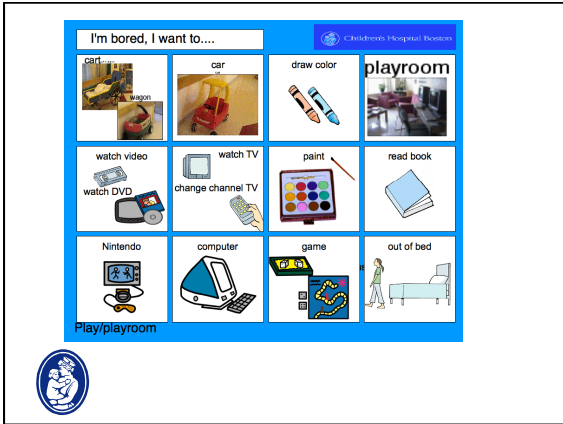 I'm bored, I want to....
Children's Hospital Boston
cart......
wagon
car
draw color
playroom
watch video
watch DVD
watch TV
change channel TV
paint
read book
Nintendo
computer
game
out of bed
Play/playroom